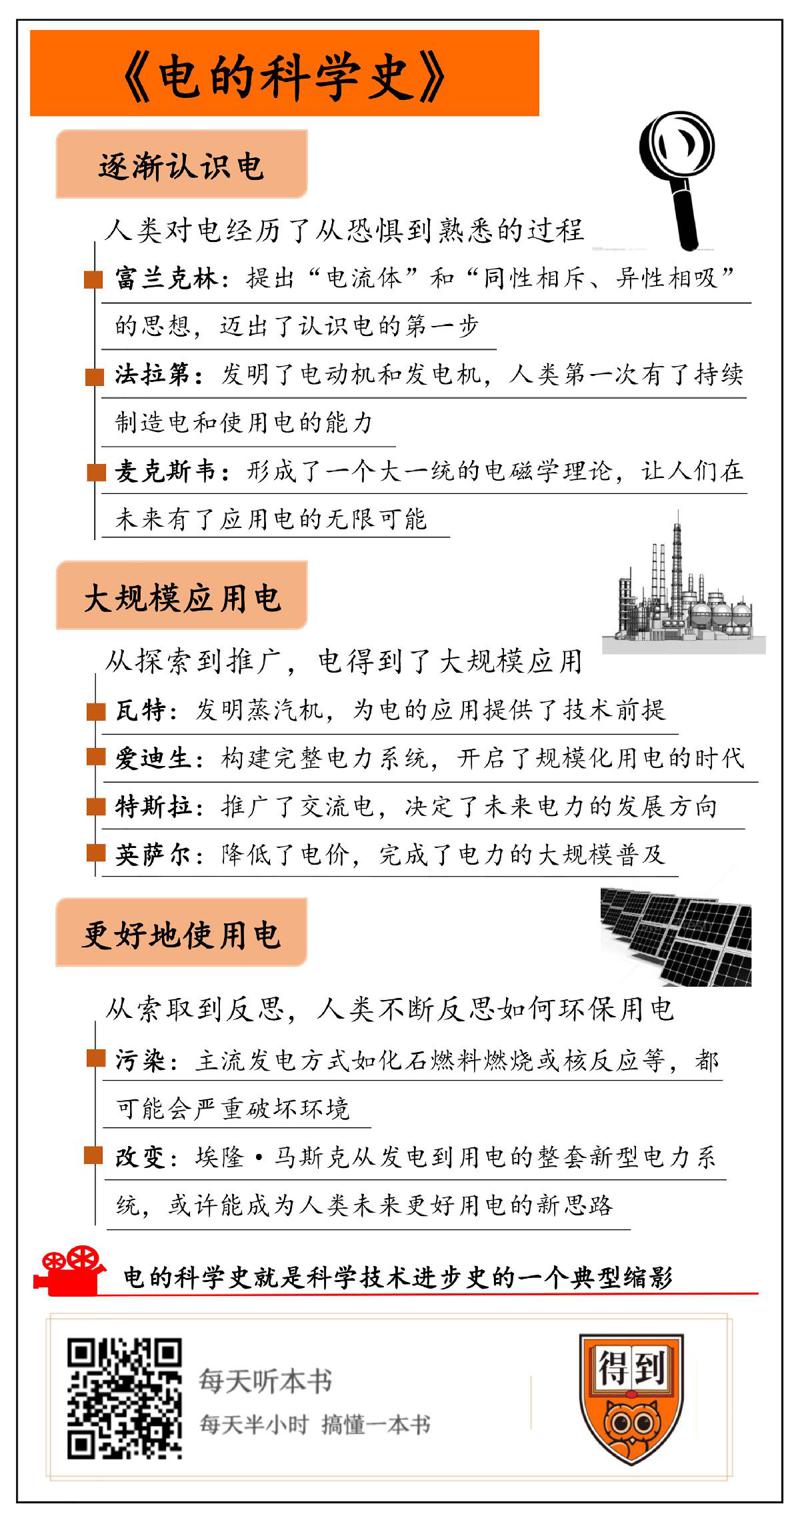 《电的科学史》
逐渐认识电
人类对电经历了从恐惧到熟悉的过程
富兰克林：提出“电流体”和“同性相斥、异性相吸”
的思想，迈出了认识电的第一步
法拉第：发明了电动机和发电机，人类第一次有了持续
制造电和使用电的能力
麦克斯韦：形成了一个大一统的电磁学理论，让人们在
未来有了应用电的无限可能
大规模应用电
从探索到推广，电得到了大规模应用
瓦特：发明蒸汽机，为电的应用提供了技术前提
爱迪生：构建完整电力系统，开启了规模化用电的时代
特斯拉：推广了交流电，决定了未来电力的发展方向
英萨尔：降低了电价，完成了电力的大规模普及
更好地使用电
从索取到反思，人类不断反思如何环保用电
污染：主流发电方式如化石燃料燃烧或核反应等，都
可能会严重破坏环境
改变：埃隆·马斯克从发电到用电的整套新型电力系
统，或许能成为人类未来更好用电的新思路
电的科学史就是科学技术进步史的一个典型缩影
每天听本书
每天半小时 搞懂一本书
得到